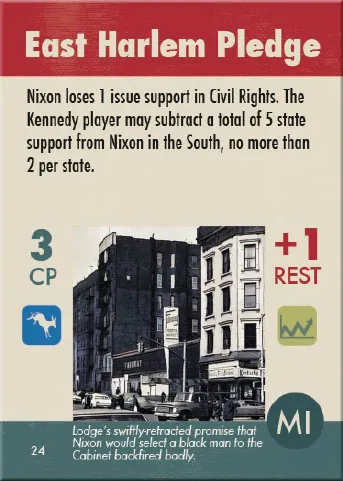 East Harlem Pledge
Nixon loses 1 issue support in Civil Rights. The
Kennedy player may subtract a total of 5 state
support from Nixon in the South, no more than
2 per state.
3
CP
+1
REST
MI
Lodge's swiftly-retracted promise that
Nixon would select a black man to the
Cabinet backfired badly.
24